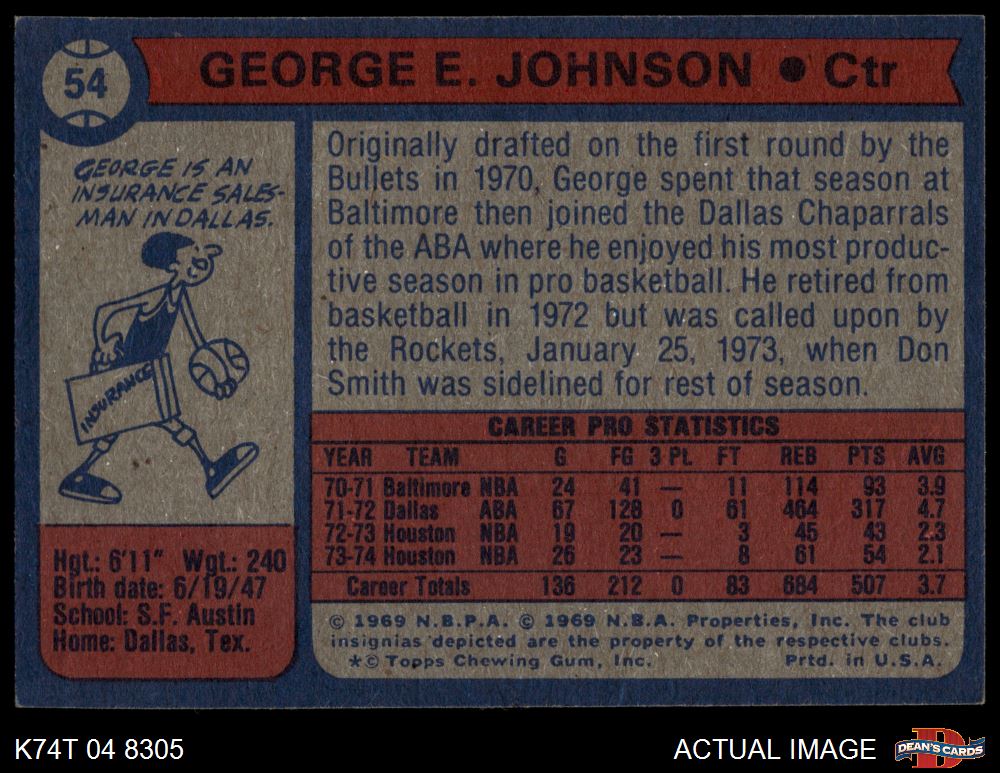 54
GEORGE E. JOHNSON ● Ctr
GEORGE IS AN
INSURANCE SALES-
MAN IN DALLAS.
INSURANCE
Hgt.: 6'11" Wgt.: 240
Birth date: 6/19/47
School: S.F. Austin
Home: Dallas, Tex.
Originally drafted on the first round by the
Bullets in 1970, George spent that season at
Baltimore then joined the Dallas Chaparrals
of the ABA where he enjoyed his most produc-
tive season in pro basketball. He retired from
basketball in 1972 but was called upon by
the Rockets, January 25, 1973, when Don
Smith was sidelined for rest of season.
CAREER PRO STATISTICS
YEAR TEAM G FG 3 Pt. FT REB PTS AVG
70-71 Baltimore NBA 24 41 — 11 114 93 3.9
71-72 Dallas ABA 67 128 0 61 464 317 4.7
72-73 Houston NBA 19 20 — 3 45 43 2.3
73-74 Houston NBA 26 23 — 8 61 54 2.1
Career Totals 136 212 0 83 684 507 3.7
© 1969 N.B.P.A. © 1969 N.B.A. Properties, Inc. The club
insignias depicted are the property of the respective clubs.
*© Topps Chewing Gum, Inc. Prtd. in U.S.A.
K74T 04 8305
ACTUAL IMAGE
D
DEAN'S CARDS